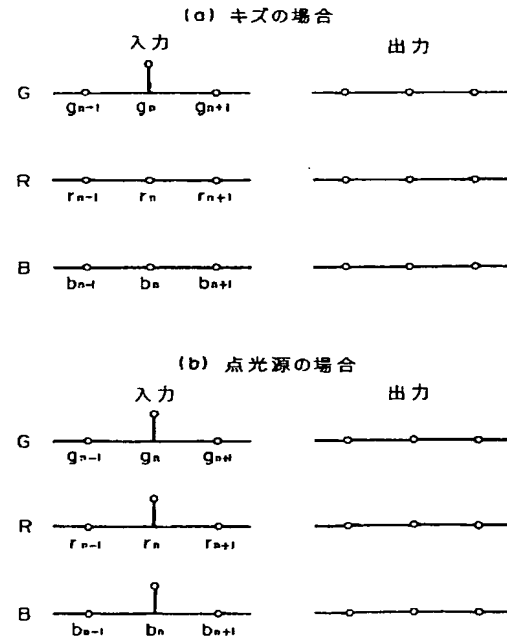 (a) キズの場合
入力 出力
G
gn-1 gn gn+1
R
rn-1 rn rn+1
B
bn-1 bn bn+1
(b) 点光源の場合
入力 出力
G
gn-1 gn gn+1
R
rn-1 rn rn+1
B
bn-1 bn bn+1